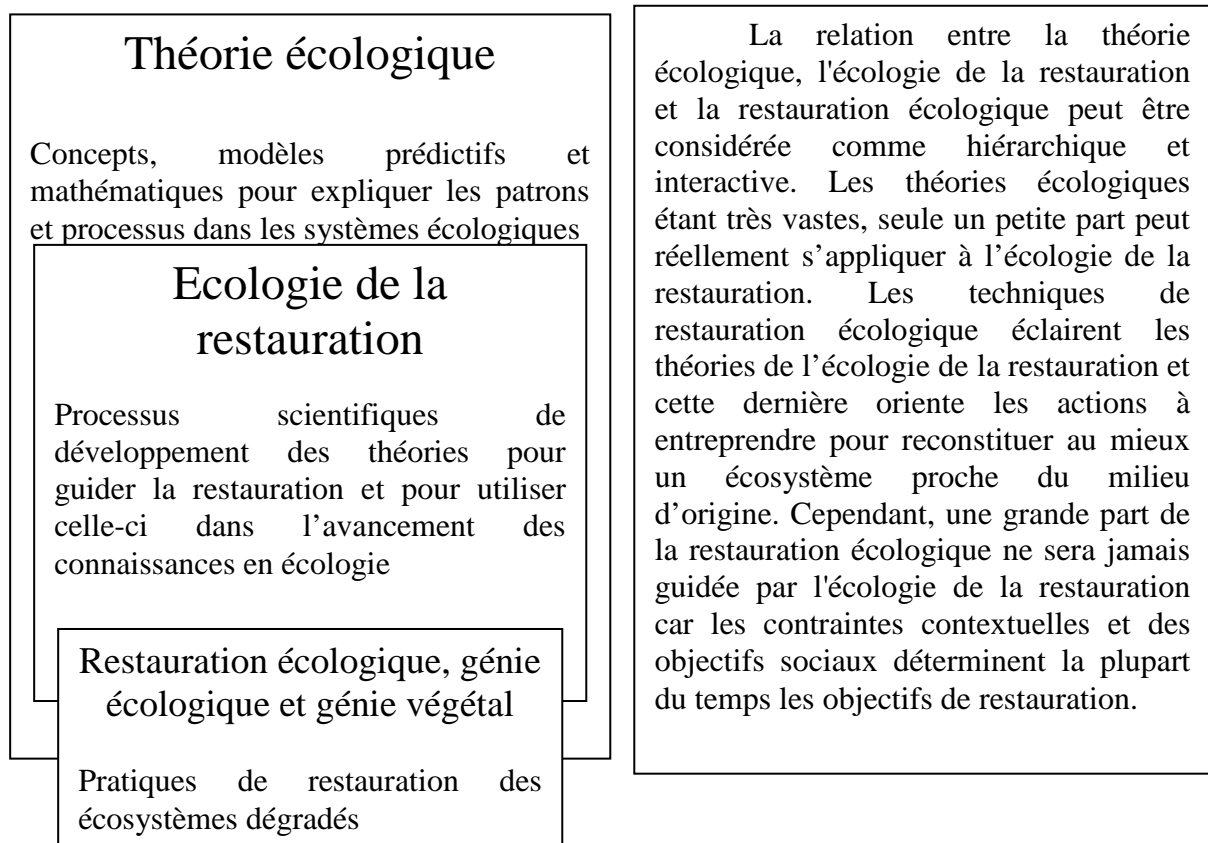 Théorie écologique
Concepts, modèles prédictifs et
mathématiques pour expliquer les patrons
et processus dans les systèmes écologiques
Ecologie de la
restauration
Processus scientifiques de
développement des théories pour
guider la restauration et pour utiliser
celle-ci dans l’avancement des
connaissances en écologie
Restauration écologique, génie
écologique et génie végétal
Pratiques de restauration des
écosystèmes dégradés
La relation entre la théorie
écologique, l'écologie de la restauration
et la restauration écologique peut être
considérée comme hiérarchique et
interactive. Les théories écologiques
étant très vastes, seule un petite part peut
réellement s’appliquer à l’écologie de la
restauration. Les techniques de
restauration écologique éclairent les
théories de l’écologie de la restauration et
cette dernière oriente les actions à
entreprendre pour reconstituer au mieux
un écosystème proche du milieu
d’origine. Cependant, une grande part de
la restauration écologique ne sera jamais
guidée par l'écologie de la restauration
car les contraintes contextuelles et des
objectifs sociaux déterminent la plupart
du temps les objectifs de restauration.